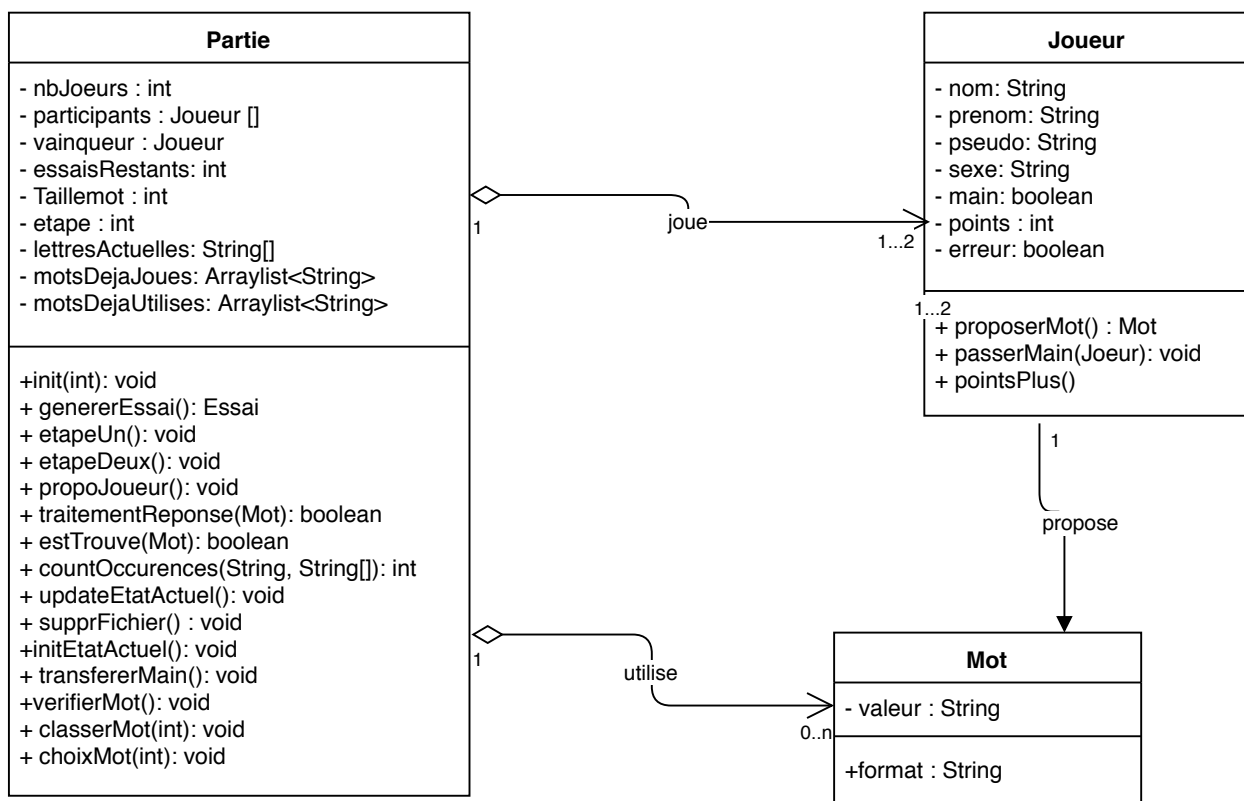 Partie
- nbJoeurs : int
- participants : Joueur []
- vainqueur : Joueur
- essaisRestants: int
- Taillemot : int
- etape : int
- lettresActuelles: String[]
- motsDejaJoues: Arraylist<String>
- motsDejaUtilises: Arraylist<String>
+init(int): void
+ genererEssai(): Essai
+ etapeUn(): void
+ etapeDeux(): void
+ propoJoueur(): void
+ traitementReponse(Mot): boolean
+ estTrouve(Mot): boolean
+ countOccurences(String, String[]): int
+ updateEtatActuel(): void
+ supprFichier() : void
+initEtatActuel(): void
+ transfererMain(): void
+verifierMot(): void
+ classerMot(int): void
+ choixMot(int): void
1
joue
1...2
Joueur
- nom: String
- prenom: String
- pseudo: String
- sexe: String
- main: boolean
- points : int
- erreur: boolean
1...2
+ proposerMot() : Mot
+ passerMain(Joeur): void
+ pointsPlus()
1
propose
1
utilise
0..n
Mot
- valeur : String
+format : String